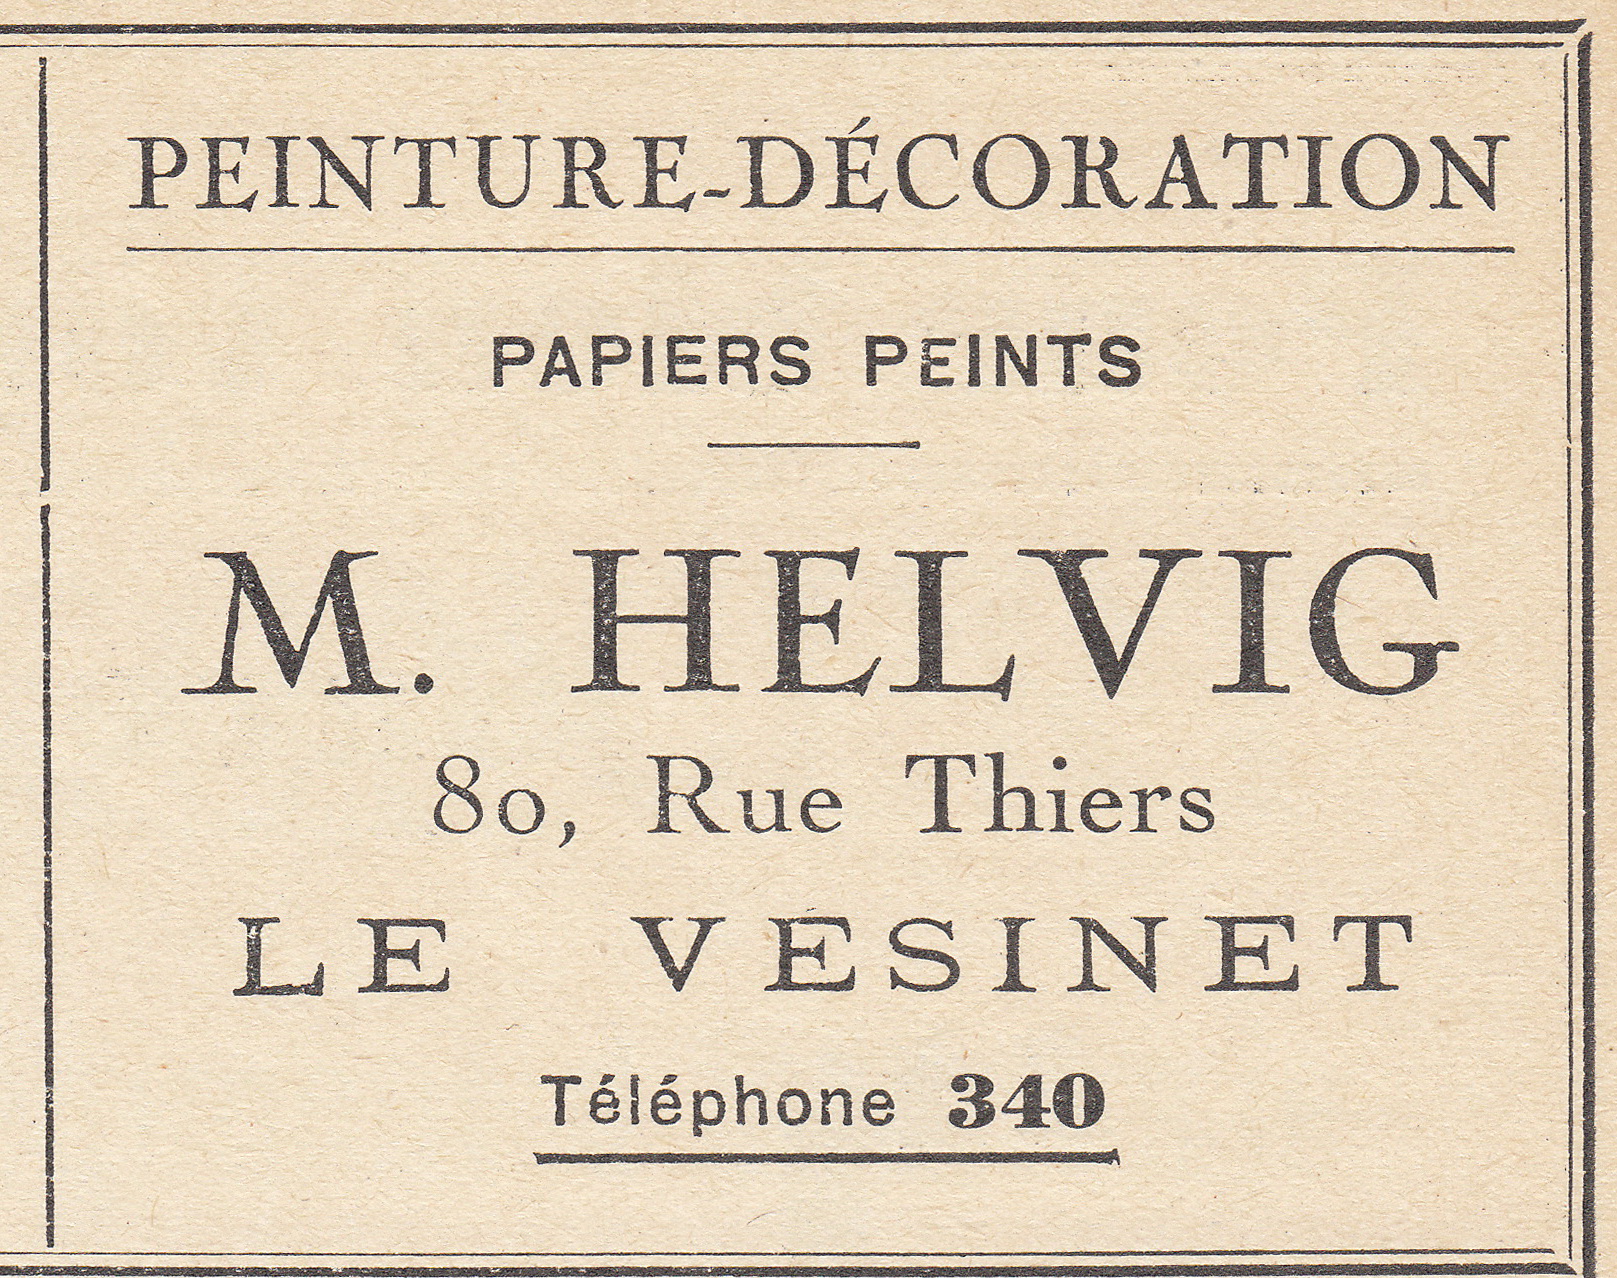 PEINTURE-DÉCORATION
PAPIERS PEINTS
M. HELVIG
80, Rue Thiers
LE VÉSINET
Téléphone 340